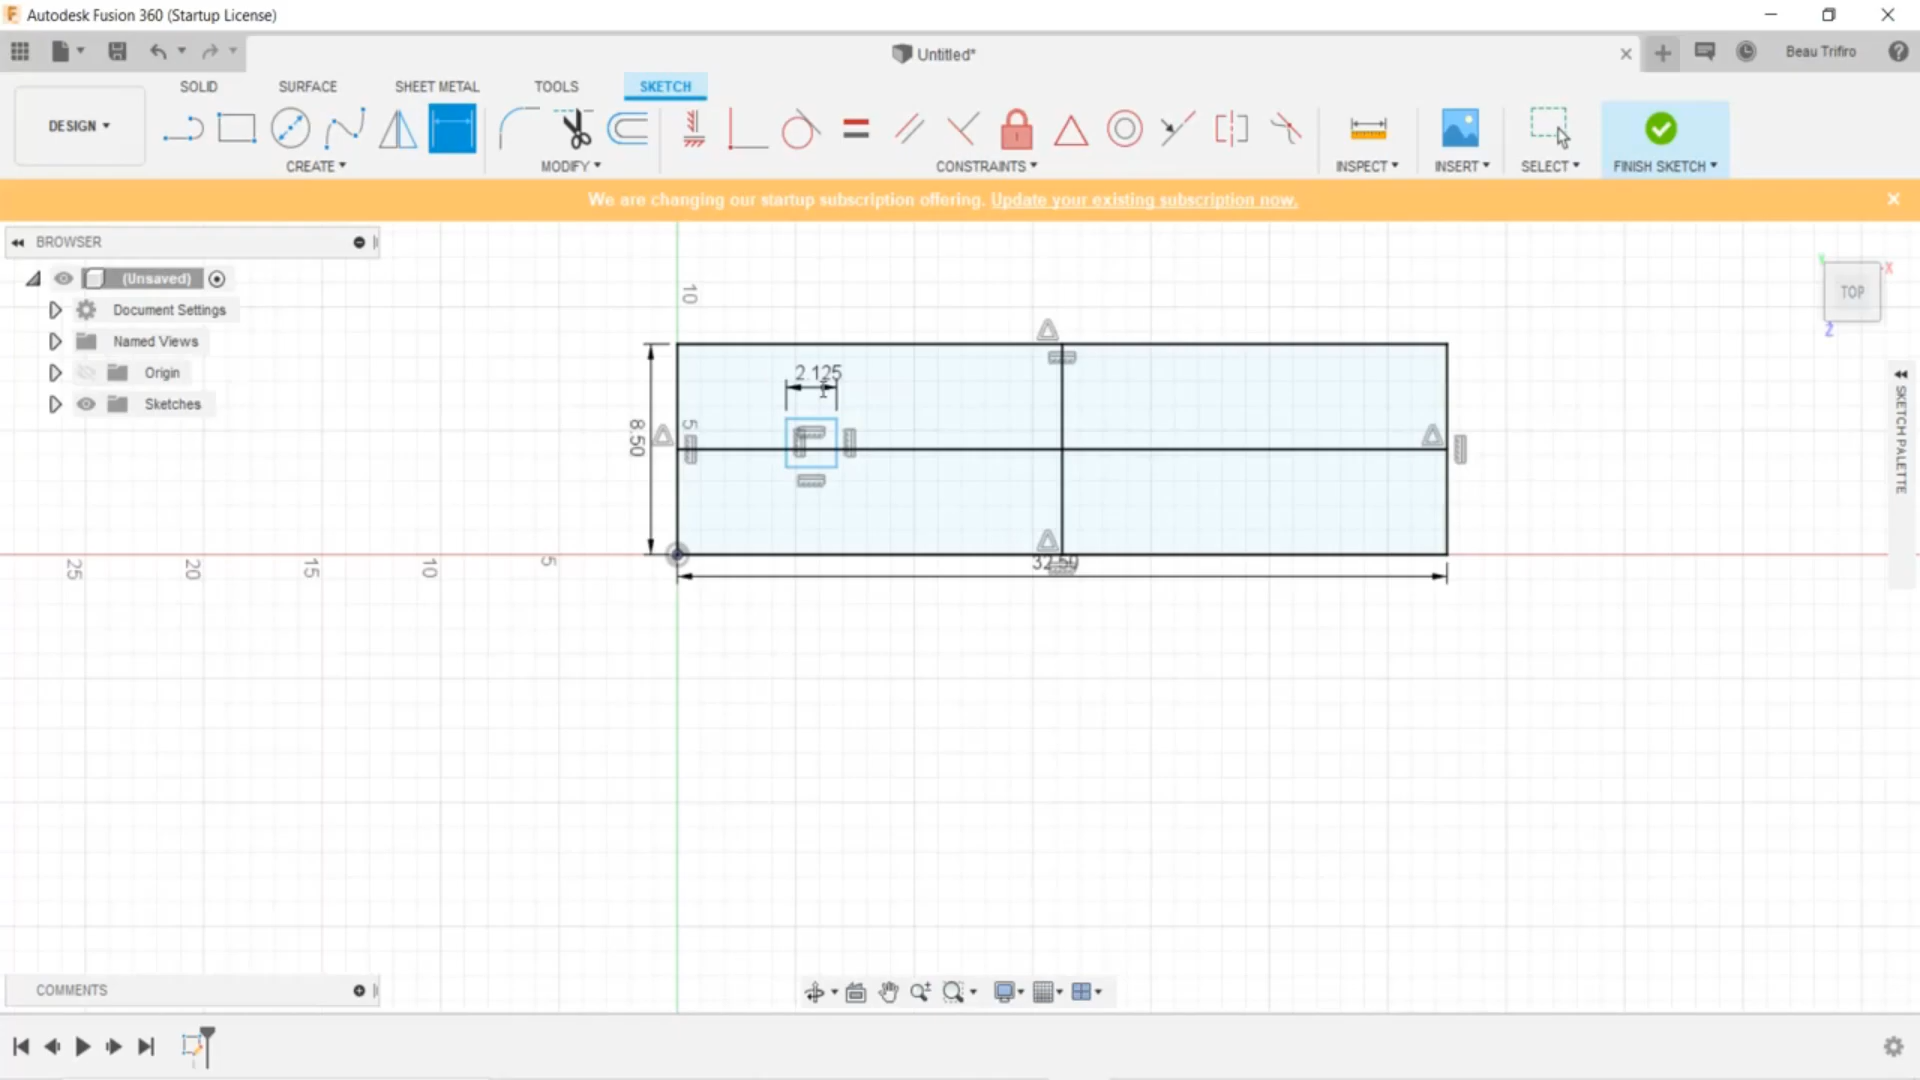 Autodesk Fusion 360 (Startup License)
Untitled*
Beau Trifiro
SOLID
SURFACE
SHEET METAL
TOOLS
SKETCH
DESIGN
CREATE
MODIFY
CONSTRAINTS
INSPECT
INSERT
SELECT
FINISH SKETCH
We are changing our startup subscription offering. Update your existing subscription now.
BROWSER
(Unsaved)
Document Settings
Named Views
Origin
Sketches
10
5
2.125
8.50
32.50
25
20
15
10
5
Y
X
TOP
Z
SKETCH PALETTE
COMMENTS